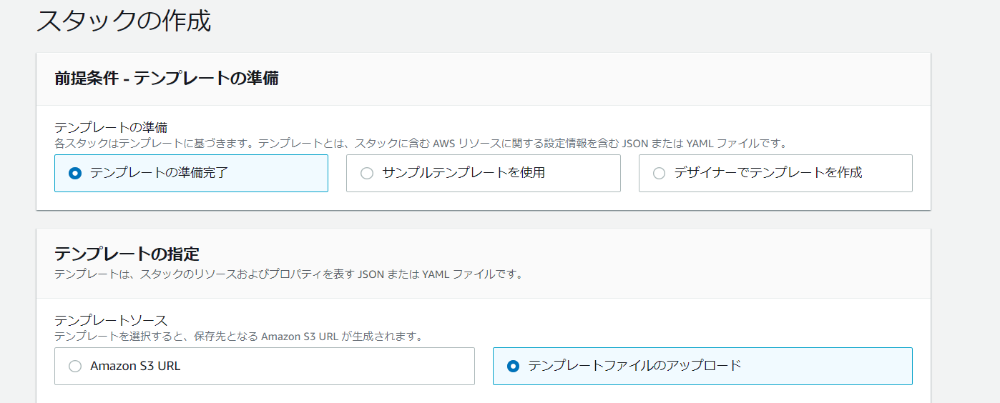 スタックの作成
前提条件 - テンプレートの準備
テンプレートの準備
各スタックはテンプレートに基づきます。テンプレートとは、スタックに含む AWS リソースに関する設定情報を含む JSON または YAML ファイルです。
テンプレートの準備完了
サンプルテンプレートを使用
デザイナーでテンプレートを作成
テンプレートの指定
テンプレートは、スタックのリソースおよびプロパティを表す JSON または YAML ファイルです。
テンプレートソース
テンプレートを選択すると、保存先となる Amazon S3 URL が生成されます。
Amazon S3 URL
テンプレートファイルのアップロード